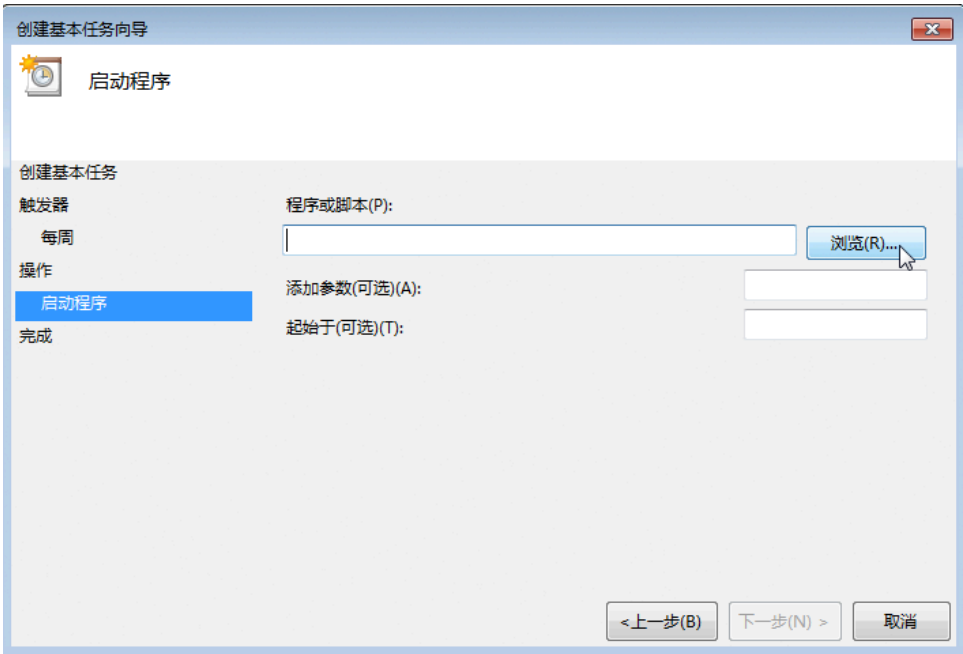 创建基本任务向导
启动程序
创建基本任务
触发器
每周
操作
启动程序
完成
程序或脚本(P):
浏览(R)...
添加参数(可选)(A):
起始于(可选)(T):
<上一步(B)
下一步(N) >
取消